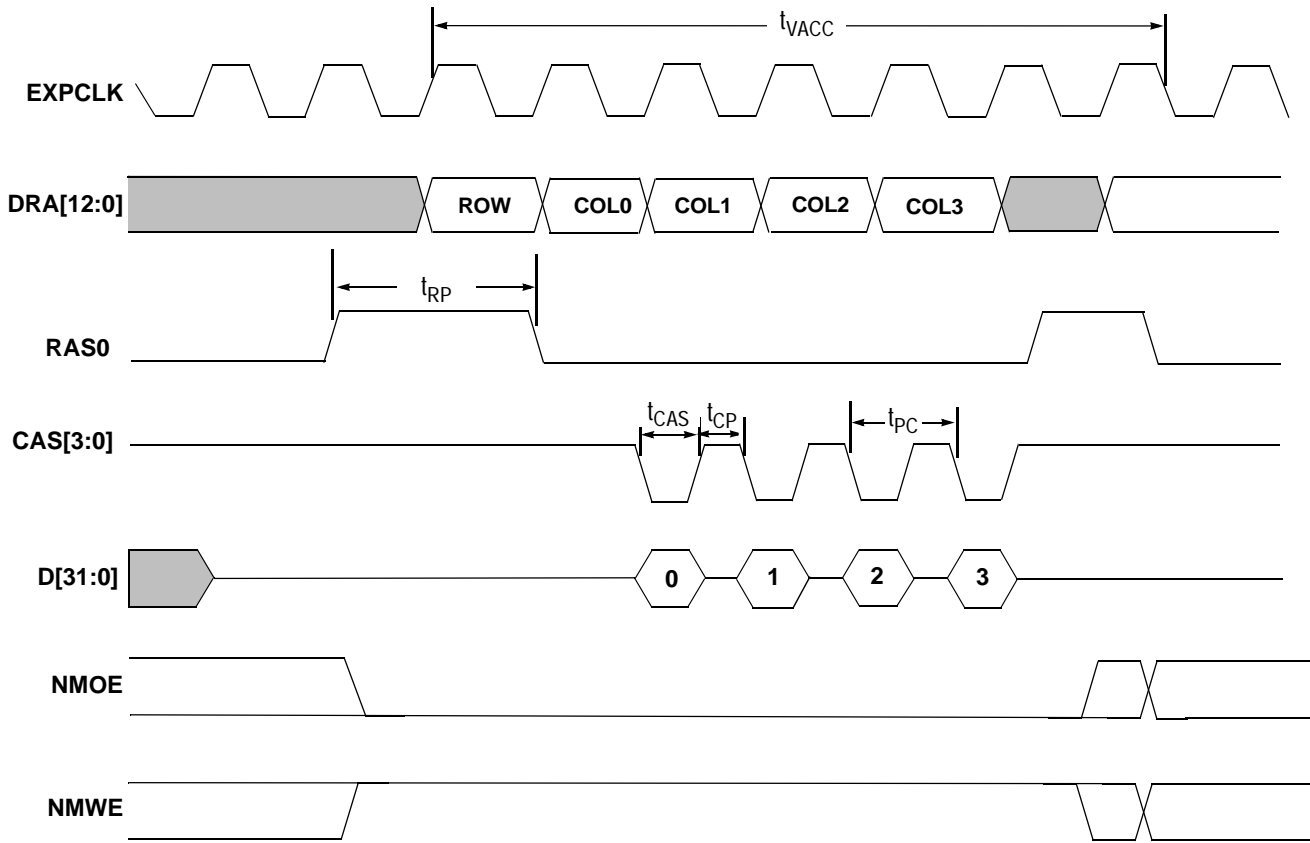 tVACC
EXPCLK
DRA[12:0]
ROW COL0 COL1 COL2 COL3
tRP
RAS0
tCAS tCP tPC
CAS[3:0]
D[31:0]
0 1 2 3
NMOE
NMWE